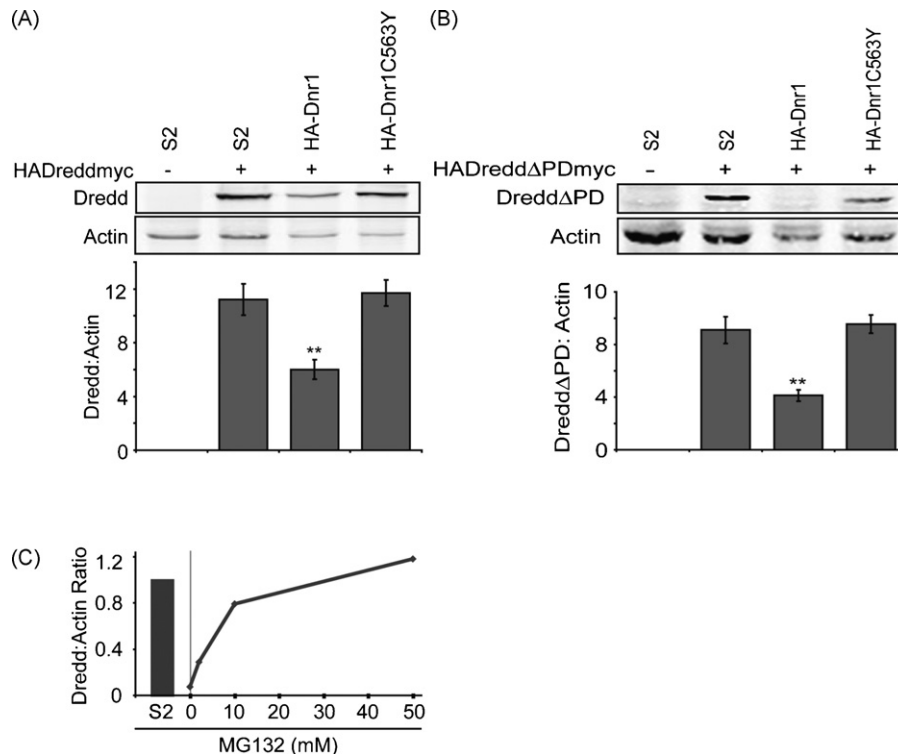 (A)
S2
S2
HA-Dnr1
HA-Dnr1C563Y
HADreddmyc - + + +
Dredd
Actin
Dredd:Actin
12
8
4
0
**
(B)
S2
S2
HA-Dnr1
HA-Dnr1C563Y
HADreddΔPDmyc - + + +
DreddΔPD
Actin
DreddΔPD: Actin
10
8
4
0
**
(C)
Dredd:Actin Ratio
1.2
0.8
0.4
0
S2 0 10 20 30 40 50
MG132 (mM)